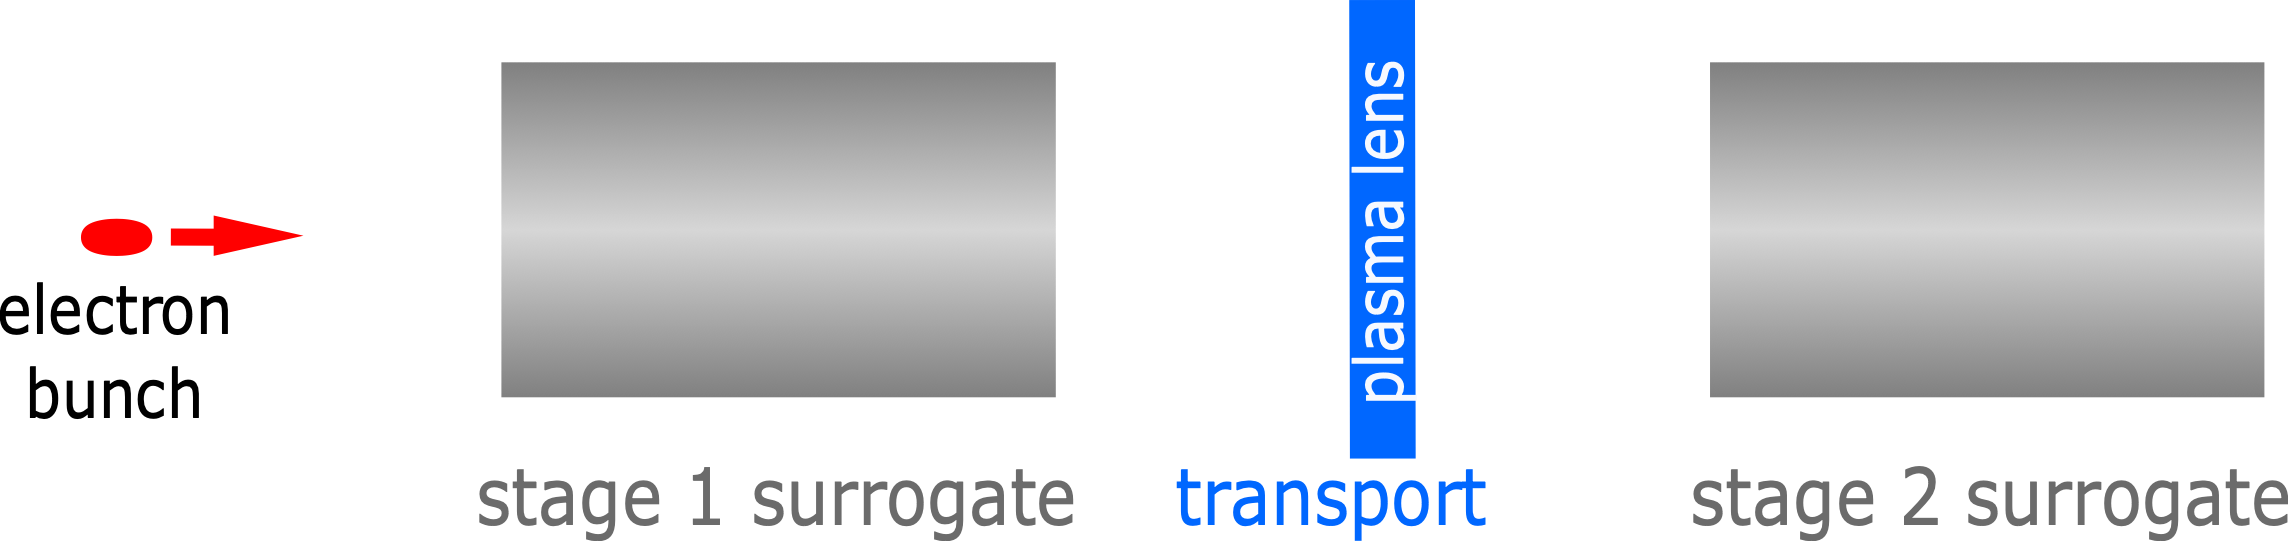 electron
bunch
stage 1 surrogate
plasma lens
transport
stage 2 surrogate